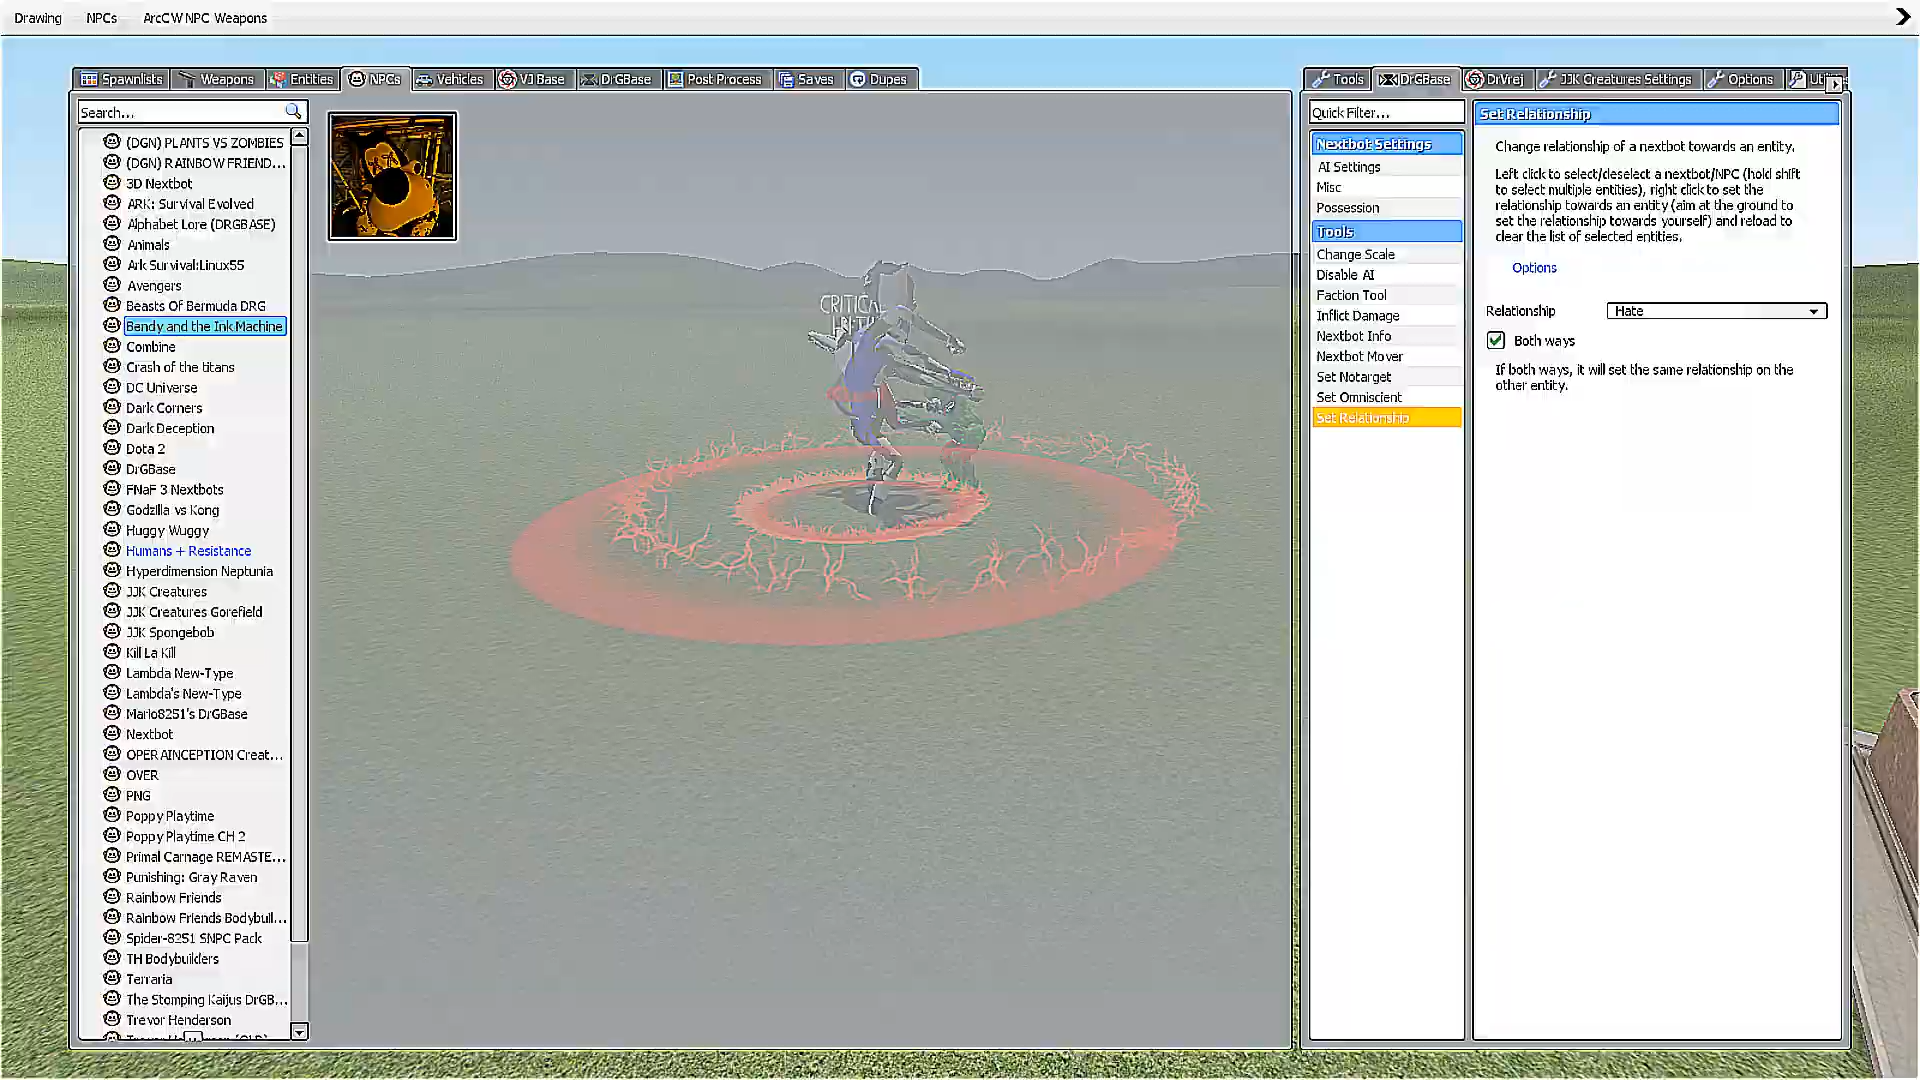 Drawing NPCs ArcCW NPC Weapons
Spawnlists Weapons Entities NPCs Vehicles VJ Base DrGBase Post Process Saves Dupes
Search...
(DGN) PLANTS VS ZOMBIES
(DGN) RAINBOW FRIEND...
3D Nextbot
ARK: Survival Evolved
Alphabet Lore (DRGBASE)
Animals
Ark Survival:Linux55
Avengers
Beasts Of Bermuda DRG
Bendy and the Ink Machine
Combine
Crash of the titans
DC Universe
Dark Corners
Dark Deception
Dota 2
DrGBase
FNaF 3 Nextbots
Godzilla vs Kong
Huggy Wuggy
Humans + Resistance
Hyperdimension Neptunia
JJK Creatures
JJK Creatures Gorefield
JJK Spongebob
Kill La Kill
Lambda New-Type
Lambda's New-Type
Mario8251's DrGBase
Nextbot
OPERAINCEPTION Creat...
OVER
PNG
Poppy Playtime
Poppy Playtime CH 2
Primal Carnage REMASTE...
Punishing: Gray Raven
Rainbow Friends
Rainbow Friends Bodybuil...
Spider-8251 SNPC Pack
TH Bodybuilders
Terraria
The Stomping Kaijus DrGB...
Trevor Henderson
Tools DrGBase DrVrej JJK Creatures Settings Options
Quick Filter...
Nextbot Settings
AI Settings
Misc
Possession
Tools
Change Scale
Disable AI
Faction Tool
Inflict Damage
Nextbot Info
Nextbot Mover
Set Notarget
Set Omniscient
Set Relationship
Set Relationship
Change relationship of a nextbot towards an entity.
Left click to select/deselect a nextbot/NPC (hold shift
to select multiple entities), right click to set the
relationship towards an entity (aim at the ground to
set the relationship towards yourself) and reload to
clear the list of selected entities.
Options
Relationship Hate
Both ways
If both ways, it will set the same relationship on the
other entity.